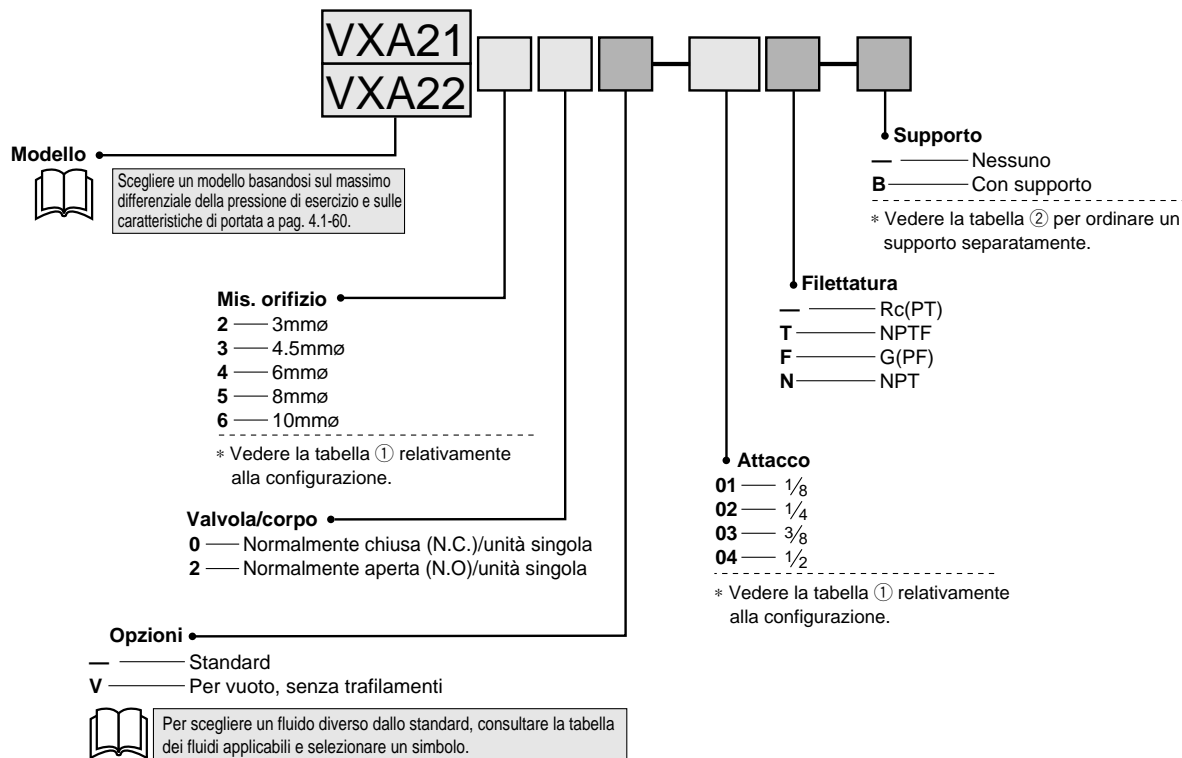 VXA21
VXA22
Modello
Scegliere un modello basandosi sul massimo
differenziale della pressione di esercizio e sulle
caratteristiche di portata a pag. 4.1-60.
Supporto
— Nessuno
B Con supporto
* Vedere la tabella ② per ordinare un
supporto separatamente.
Filettatura
— Rc(PT)
T NPTF
F G(PF)
N NPT
Mis. orifizio
2 3mmø
3 4.5mmø
4 6mmø
5 8mmø
6 10mmø
* Vedere la tabella ① relativamente
alla configurazione.
Attacco
01 1/8
02 1/4
03 3/8
04 1/2
* Vedere la tabella ① relativamente
alla configurazione.
Valvola/corpo
0 Normalmente chiusa (N.C.)/unità singola
2 Normalmente aperta (N.O)/unità singola
Opzioni
— Standard
V Per vuoto, senza trafilamenti
Per scegliere un fluido diverso dallo standard, consultare la tabella
dei fluidi applicabili e selezionare un simbolo.